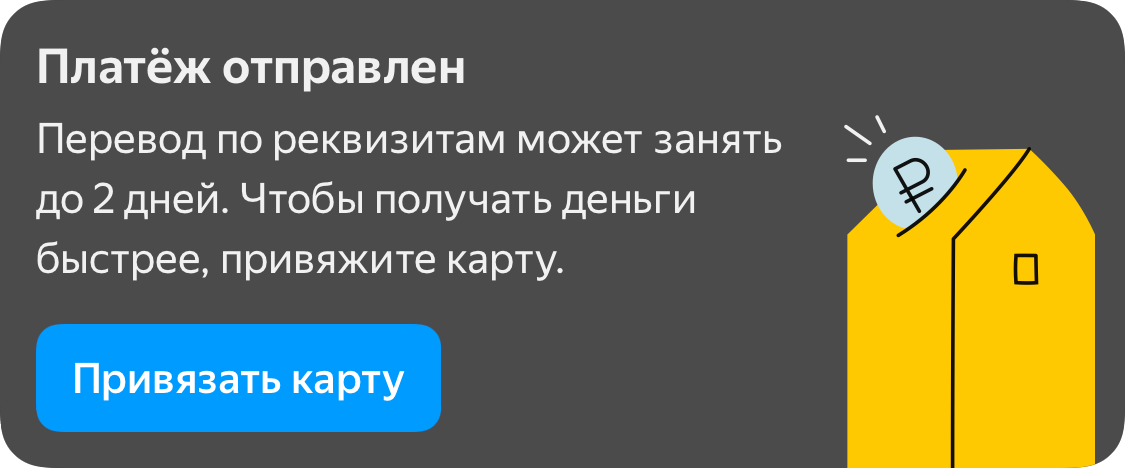 Платёж отправлен
Перевод по реквизитам может занять
до 2 дней. Чтобы получать деньги
быстрее, привяжите карту.
₽
Привязать карту